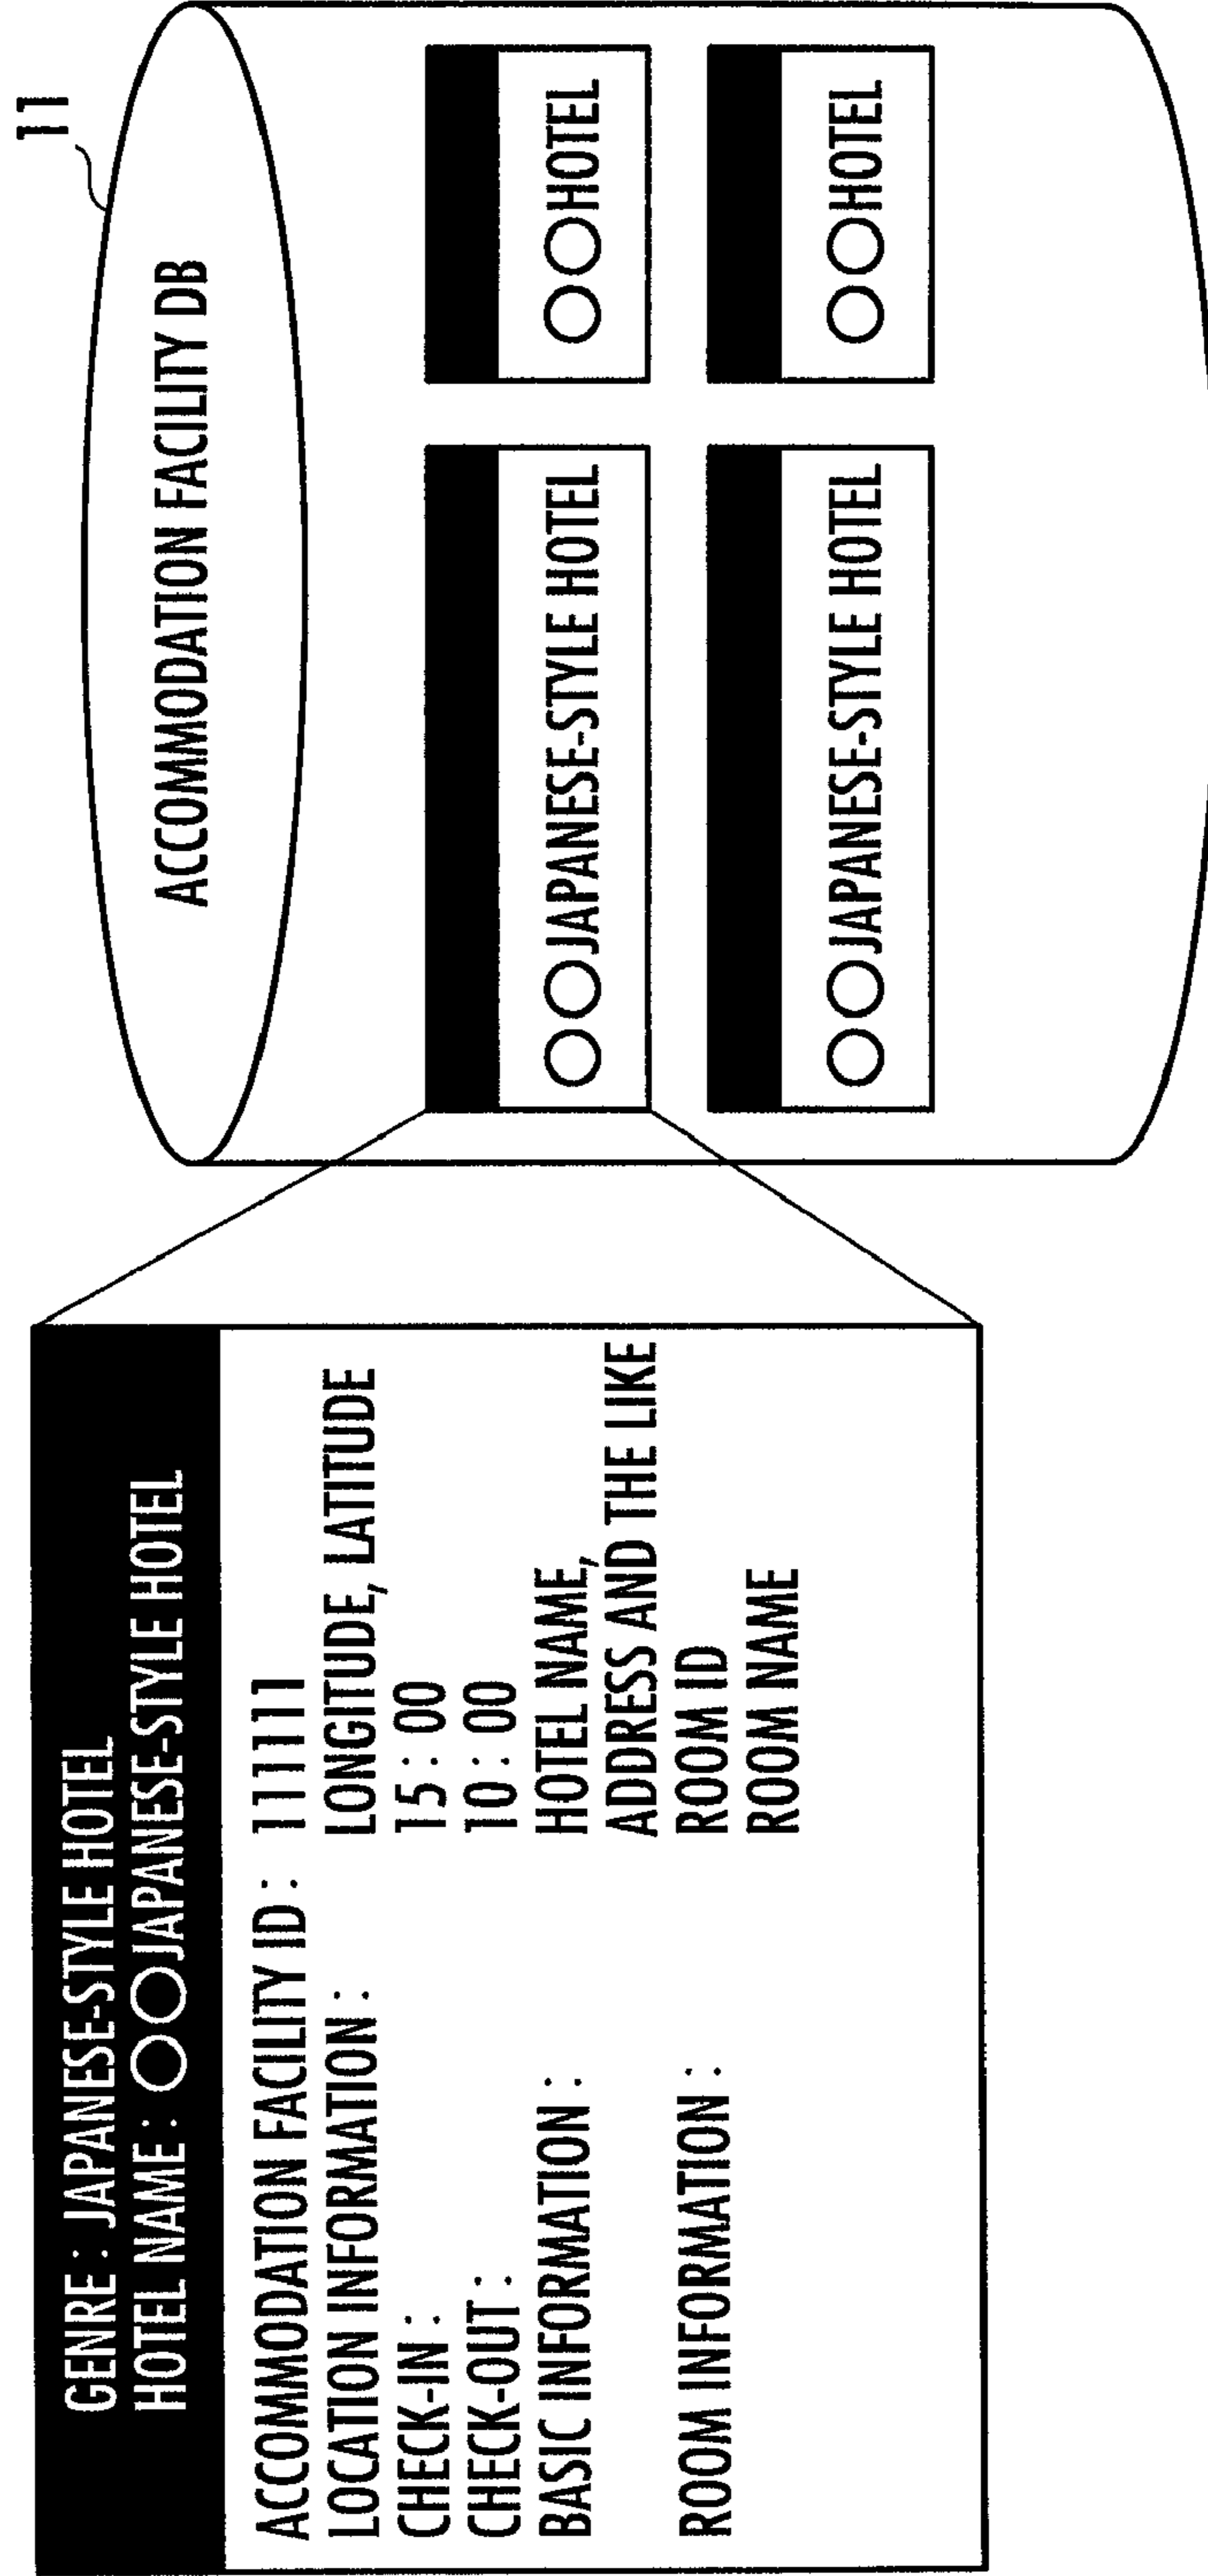 11
ACCOMMODATION FACILITY DB
○○JAPANESE-STYLE HOTEL
○○HOTEL
○○JAPANESE-STYLE HOTEL
○○HOTEL
GENRE : JAPANESE-STYLE HOTEL
HOTEL NAME : ○○JAPANESE-STYLE HOTEL
ACCOMMODATION FACILITY ID : 111111
LOCATION INFORMATION : LONGITUDE, LATITUDE
CHECK-IN : 15 : 00
CHECK-OUT : 10 : 00
BASIC INFORMATION : HOTEL NAME,
ADDRESS AND THE LIKE
ROOM INFORMATION : ROOM ID
ROOM NAME